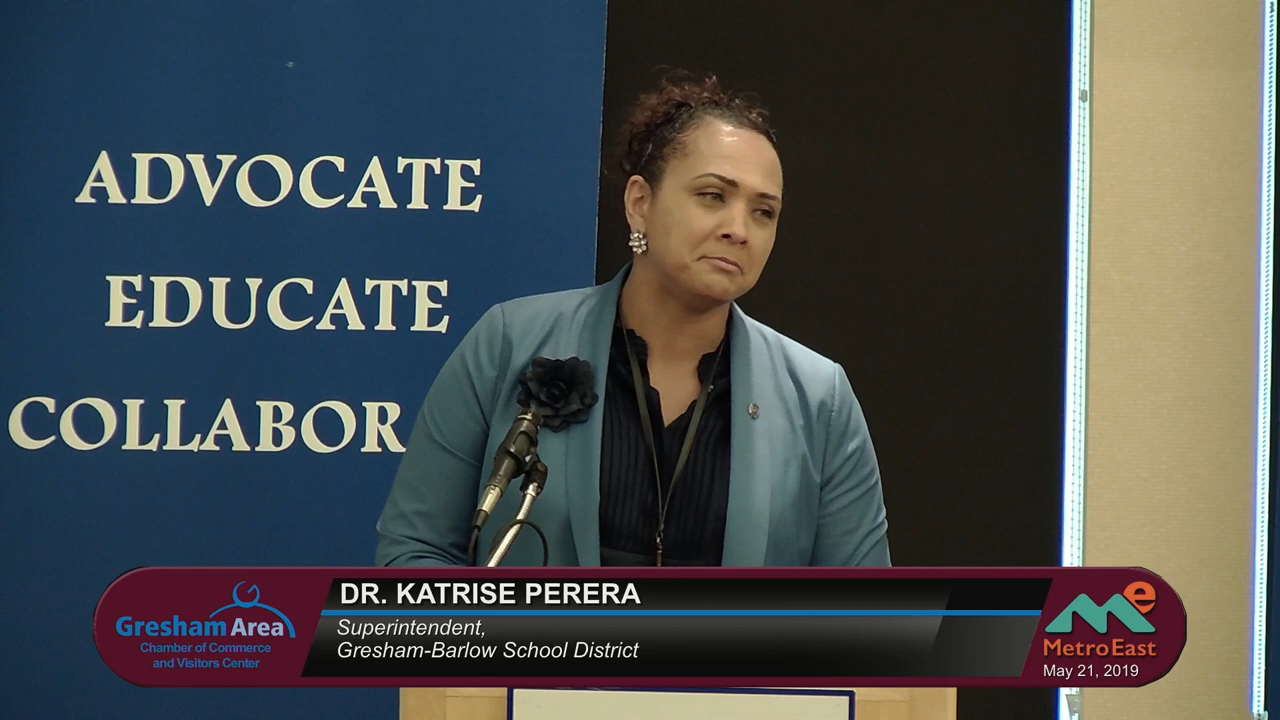 ADVOCATE
EDUCATE
COLLABOR
DR. KATRISE PERERA
Superintendent,
Gresham-Barlow School District
Gresham Area
Chamber of Commerce
and Visitors Center
Me
MetroEast
May 21, 2019